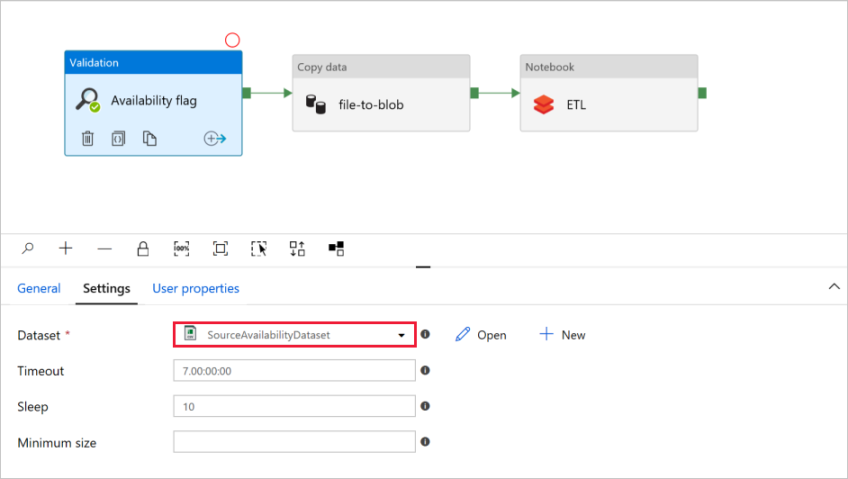 Validation
Availability flag
Copy data
file-to-blob
Notebook
ETL
100%
General Settings User properties
Dataset * SourceAvailabilityDataset Open New
Timeout 7.00:00:00
Sleep 10
Minimum size